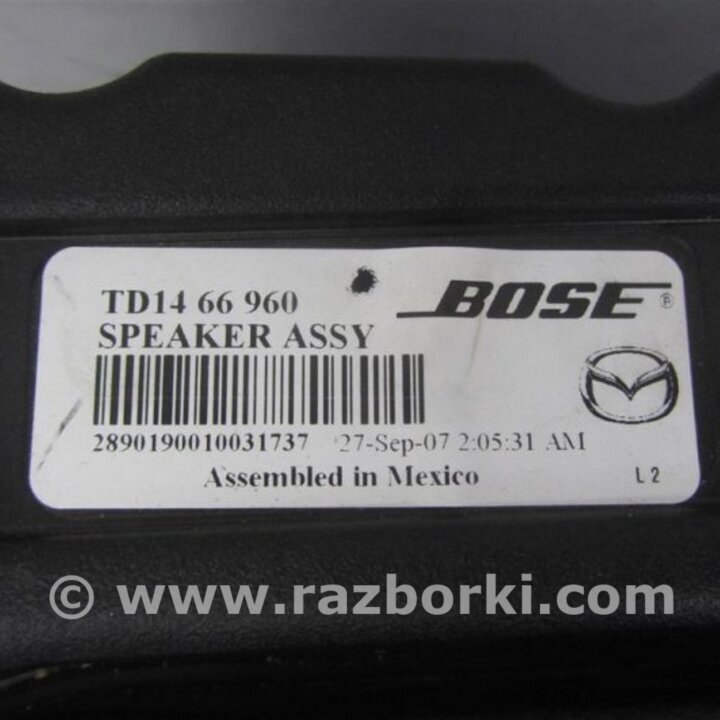 TD14 66 960
BOSE®
SPEAKER ASSY
2890190010031737 27-Sep-07 2:05:31 AM
Assembled in Mexico
L2
© www.razborki.com